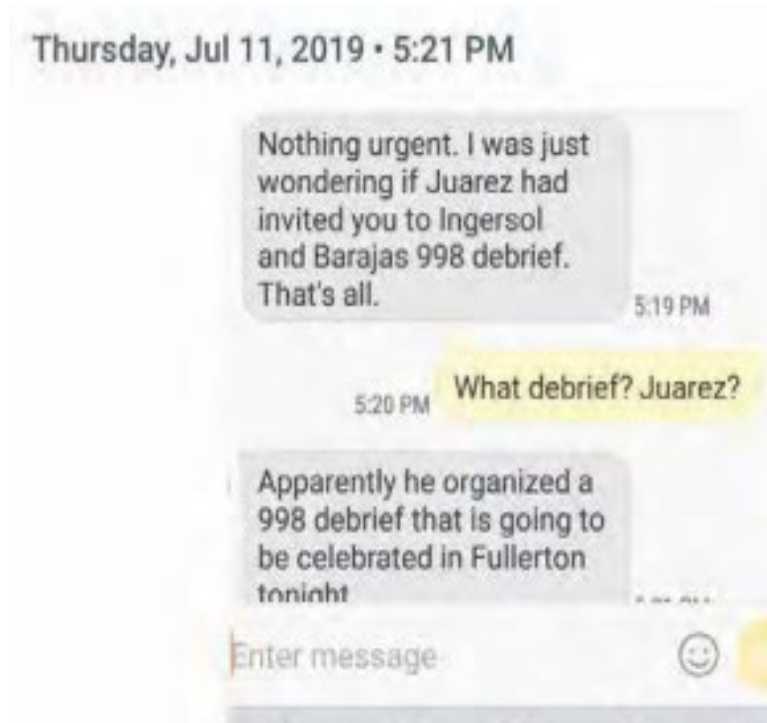 Thursday, Jul 11, 2019 • 5:21 PM
Nothing urgent. I was just
wondering if Juarez had
invited you to Ingersol
and Barajas 998 debrief.
That's all.
5:19 PM
What debrief? Juarez?
5:20 PM
Apparently he organized a
998 debrief that is going to
be celebrated in Fullerton
tonight
Enter message